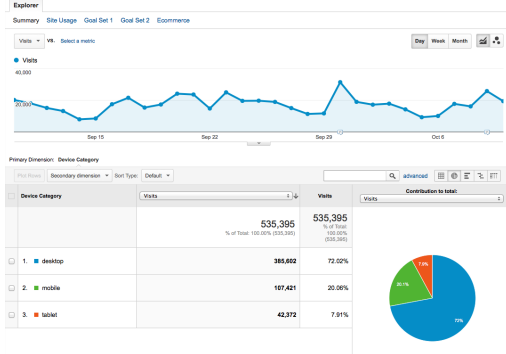 Explorer
Summary Site Usage Goal Set 1 Goal Set 2 Ecommerce
Visits VS. Select a metric Day Week Month
Visits
40,000
20,000
Sep 15 Sep 22 Sep 29 Oct 6
Primary Dimension: Device Category
Plot Rows Secondary dimension Sort Type: Default advanced
Device Category Visits Visits Contribution to total:
Visits
535,395 535,395
% of Total: 100.00% (535,395) % of Total: 100.00% (535,395)
1. desktop 385,602 72.02%
2. mobile 107,421 20.06%
3. tablet 42,372 7.91%
7.9%
20.1%
72%